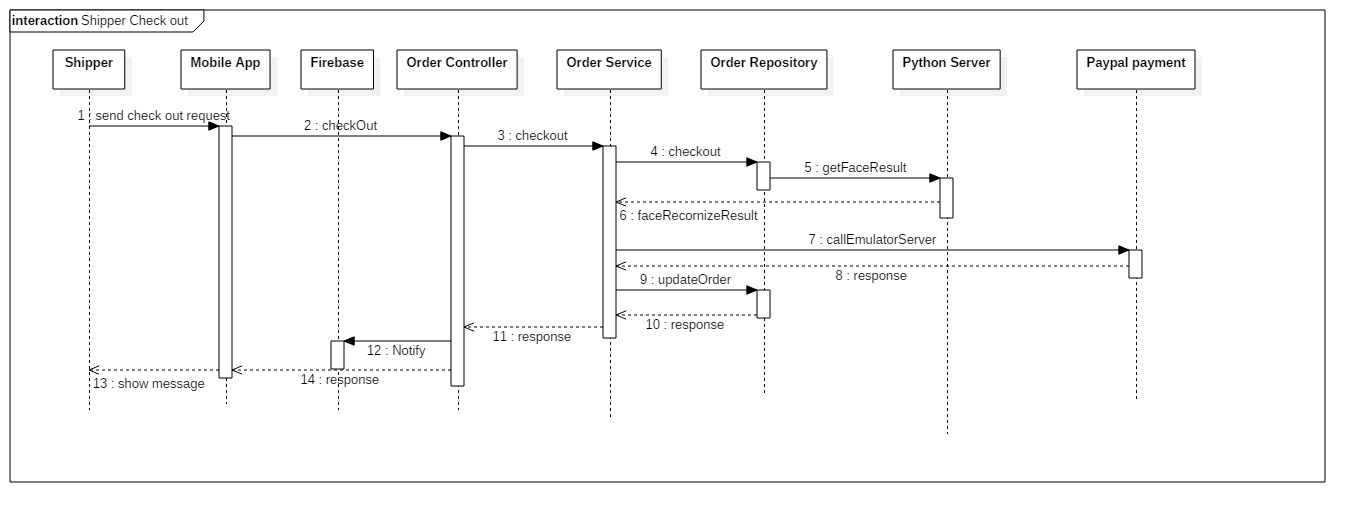 interaction Shipper Check out
Shipper
Mobile App
Firebase
Order Controller
Order Service
Order Repository
Python Server
Paypal payment
1 : send check out request
2 : checkOut
3 : checkout
4 : checkout
5 : getFaceResult
6 : faceRecornizeResult
7 : callEmulatorServer
8 : response
9 : updateOrder
10 : response
11 : response
12 : Notify
14 : response
13 : show message